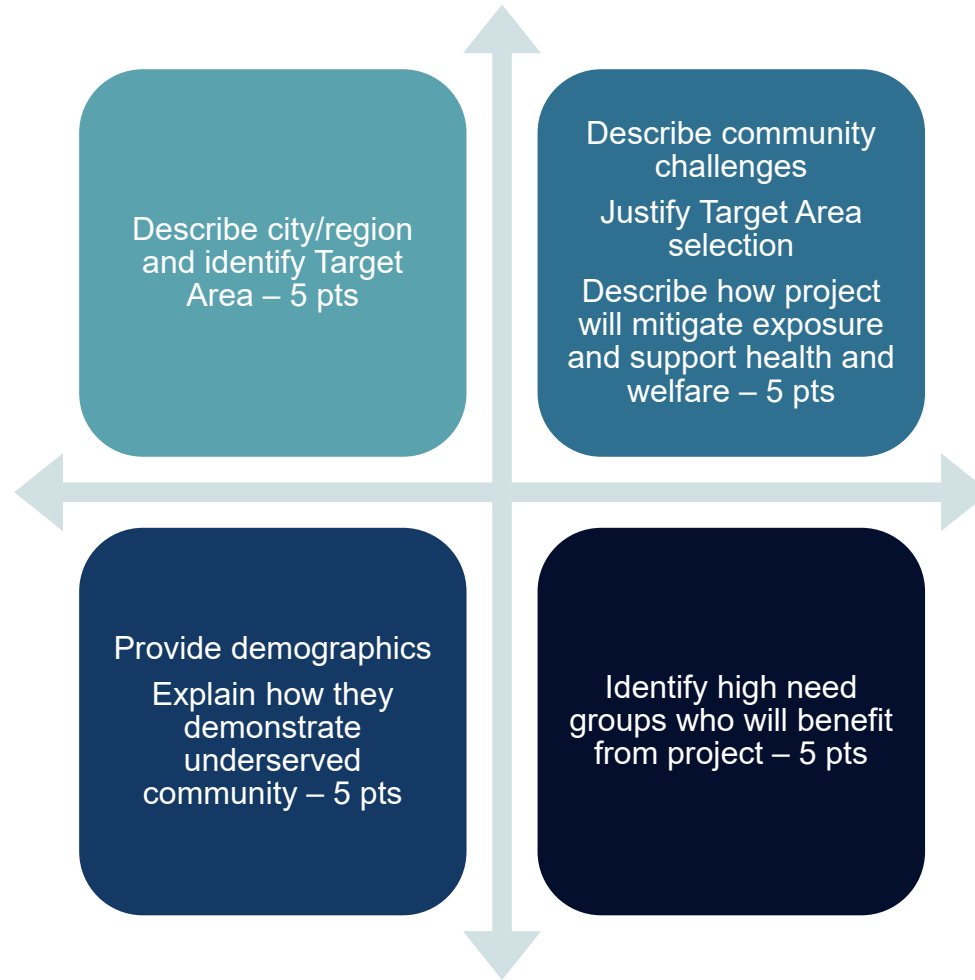 Describe city/region
and identify Target
Area – 5 pts
Describe community
challenges
Justify Target Area
selection
Describe how project
will mitigate exposure
and support health and
welfare – 5 pts
Provide demographics
Explain how they
demonstrate
underserved
community – 5 pts
Identify high need
groups who will benefit
from project – 5 pts